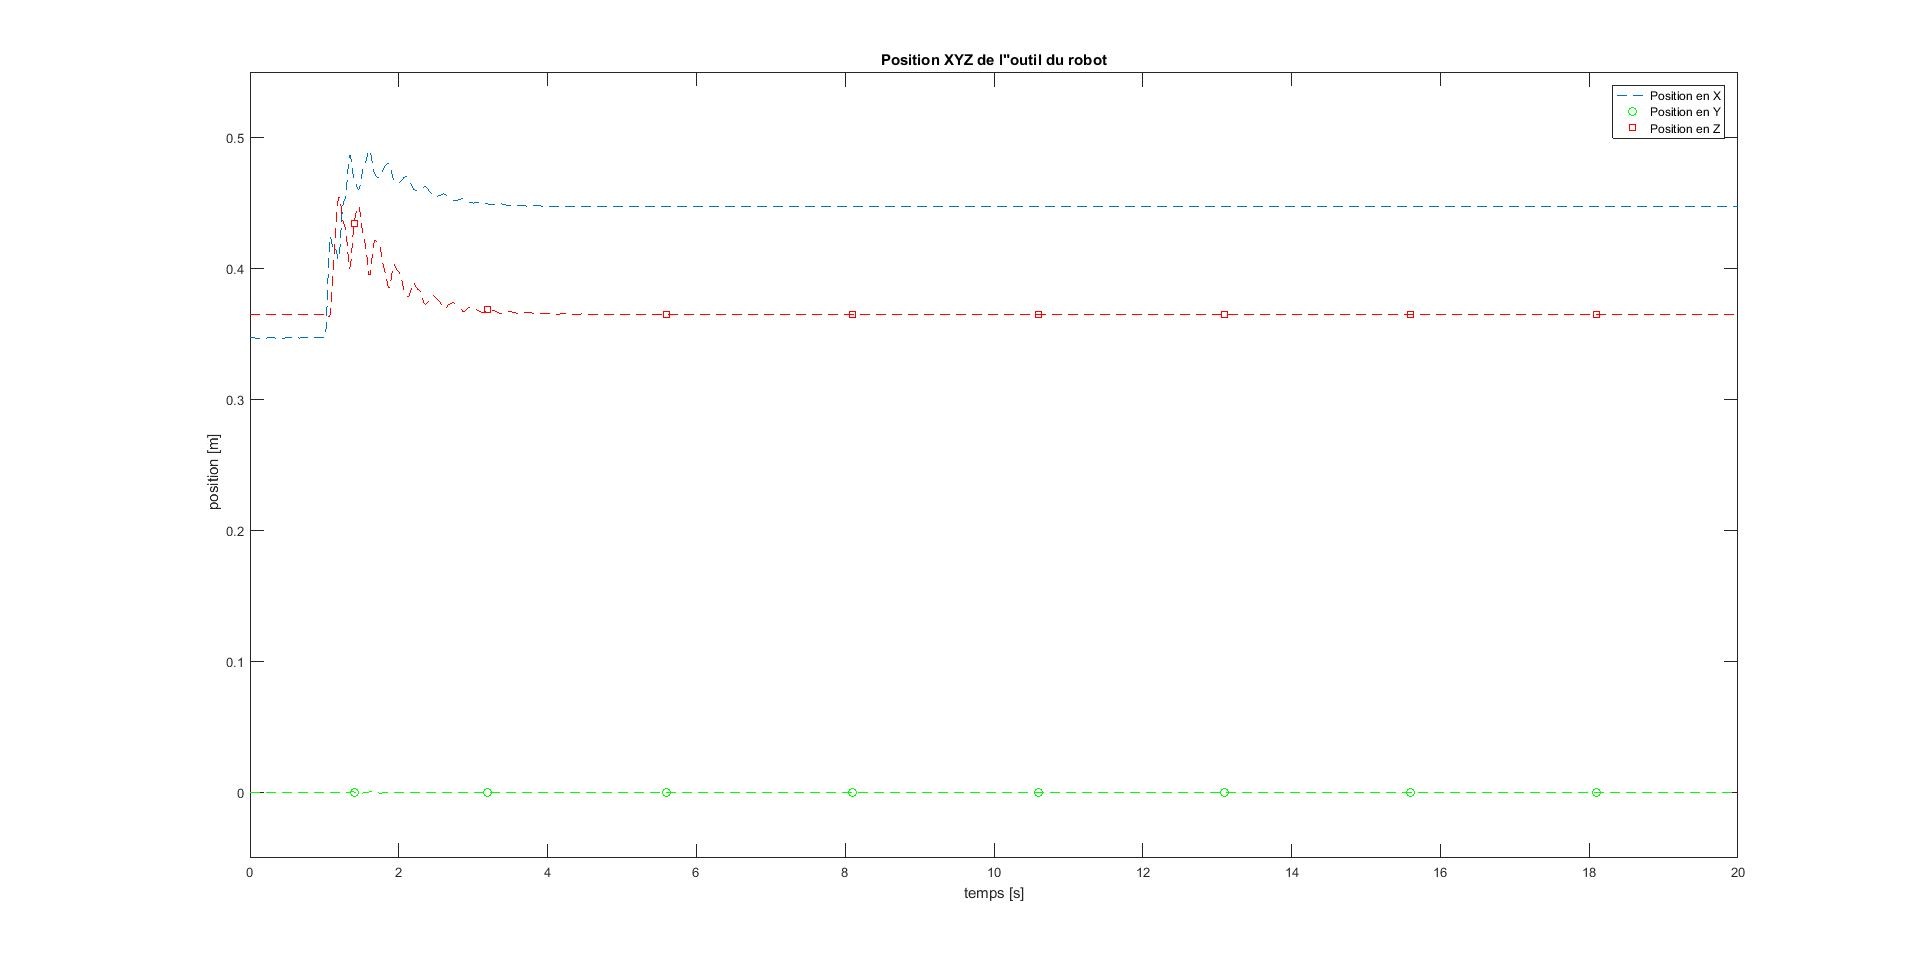 Position XYZ de l"outil du robot
Position en X
Position en Y
Position en Z
0.5
0.4
0.3
0.2
0.1
0
position [m]
0 2 4 6 8 10 12 14 16 18 20
temps [s]